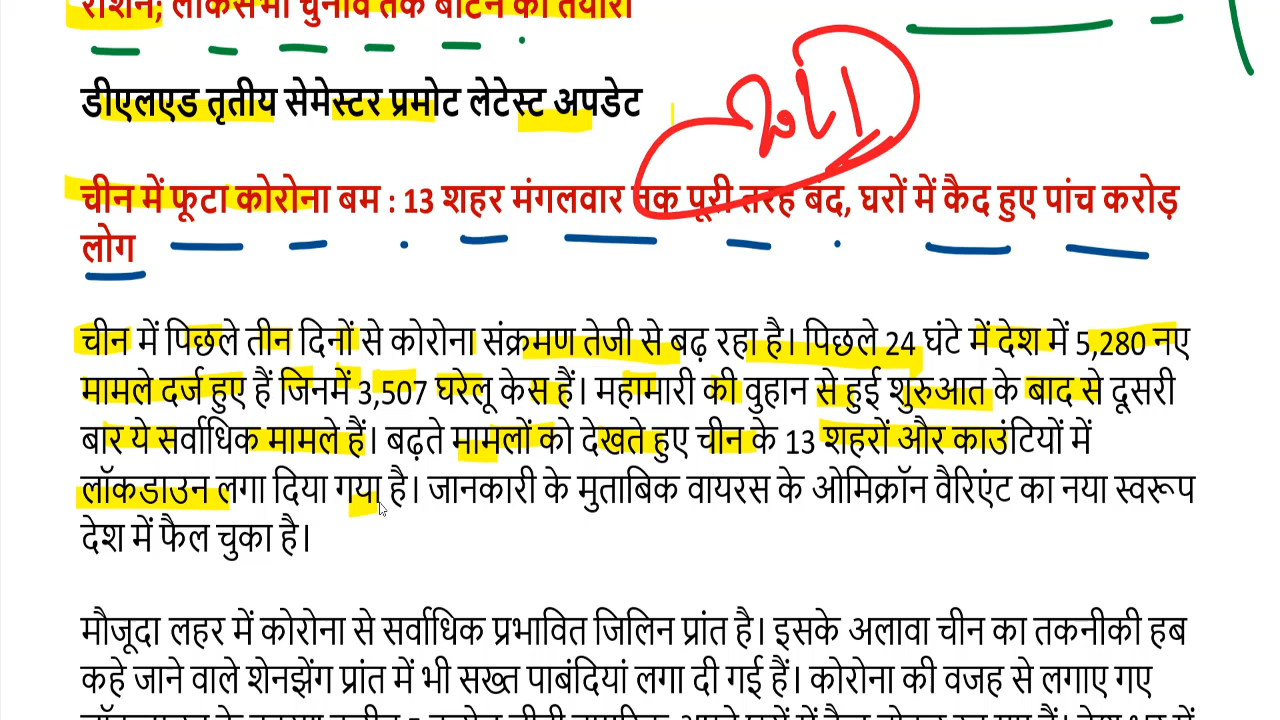 राशन; लोकसभा चुनाव तक बांटने की तैयारी
डीएलएड तृतीय सेमेस्टर प्रमोट लेटेस्ट अपडेट
चीन में फूटा कोरोना बम : 13 शहर मंगलवार तक पूरी तरह बंद, घरों में कैद हुए पांच करोड़
लोग
चीन में पिछले तीन दिनों से कोरोना संक्रमण तेजी से बढ़ रहा है। पिछले 24 घंटे में देश में 5,280 नए
मामले दर्ज हुए हैं जिनमें 3,507 घरेलू केस हैं। महामारी की वुहान से हुई शुरुआत के बाद से दूसरी
बार ये सर्वाधिक मामले हैं। बढ़ते मामलों को देखते हुए चीन के 13 शहरों और काउंटियों में
लॉकडाउन लगा दिया गया है। जानकारी के मुताबिक वायरस के ओमिक्रॉन वैरिएंट का नया स्वरूप
देश में फैल चुका है।
मौजूदा लहर में कोरोना से सर्वाधिक प्रभावित जिलिन प्रांत है। इसके अलावा चीन का तकनीकी हब
कहे जाने वाले शेनझेंग प्रांत में भी सख्त पाबंदियां लगा दी गई हैं। कोरोना की वजह से लगाए गए